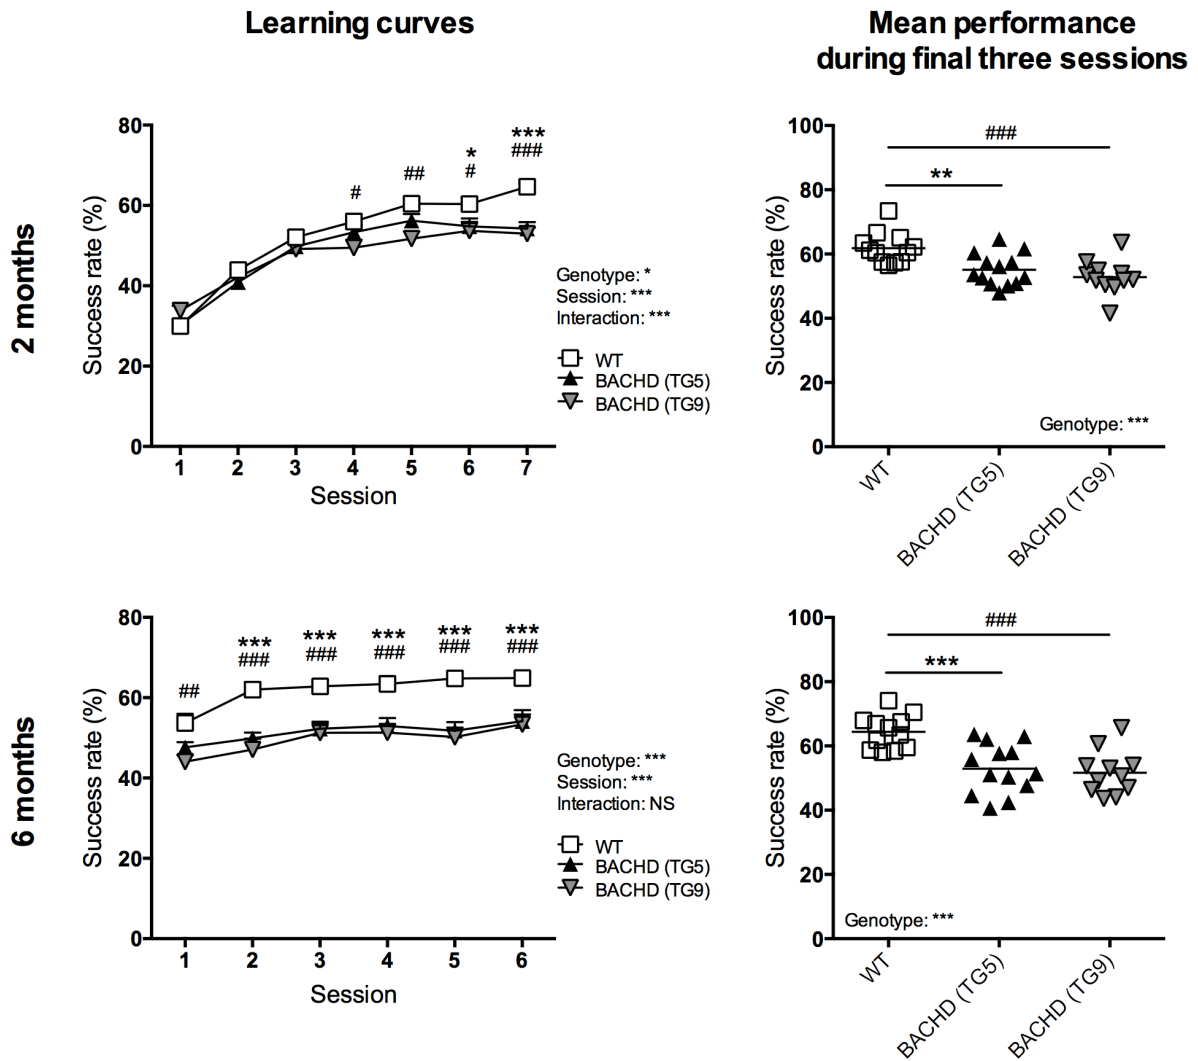 Learning curves
Mean performance
during final three sessions
2 months
Success rate (%)
80
60
40
20
0
***
*
# ## # ###
Genotype: *
Session: ***
Interaction: ***
WT
BACHD (TG5)
BACHD (TG9)
1 2 3 4 5 6 7
Session
Success rate (%)
100
80
60
40
20
0
###
**
Genotype: ***
WT
BACHD (TG5)
BACHD (TG9)
6 months
Success rate (%)
80
60
40
20
0
*** *** *** *** ***
## ### ### ### ### ###
Genotype: ***
Session: ***
Interaction: NS
WT
BACHD (TG5)
BACHD (TG9)
1 2 3 4 5 6
Session
Success rate (%)
100
80
60
40
20
0
###
***
Genotype: ***
WT
BACHD (TG5)
BACHD (TG9)